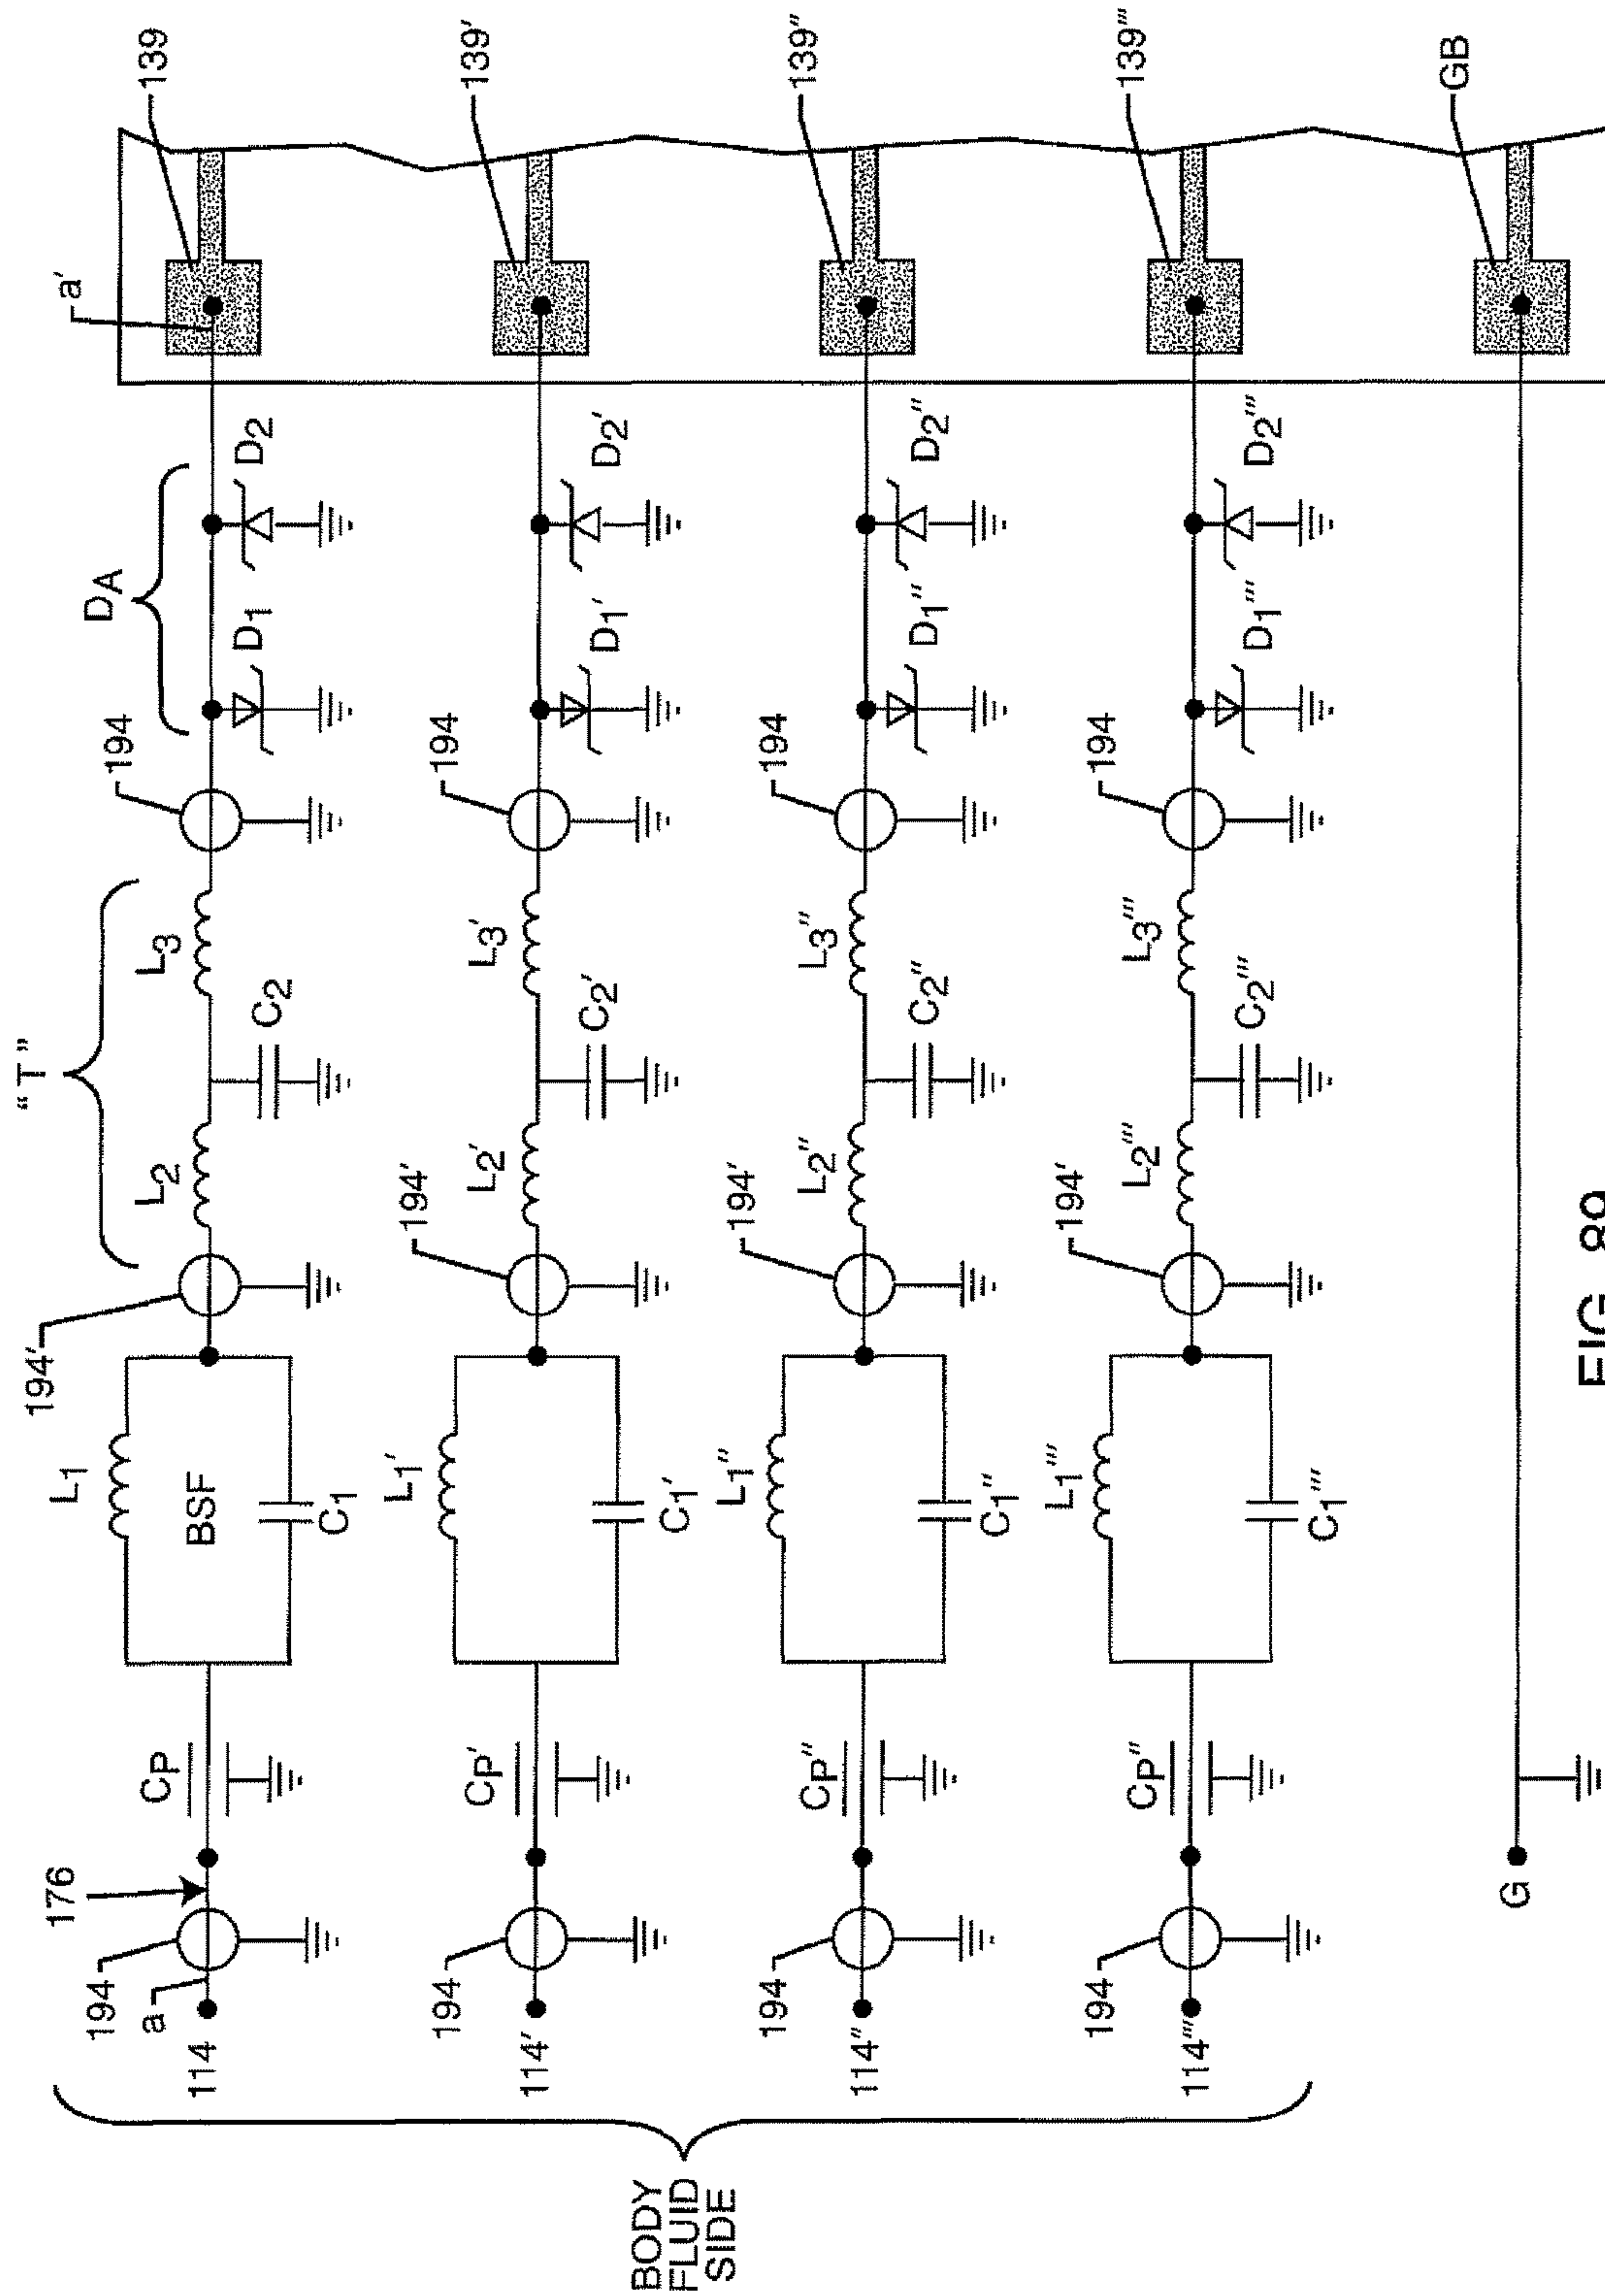 "T"
DA
a'
L1
BSF
C1
194'
L2
L3
C2
194
D1
D2
139
176
CP
194
a
114
L1'
C1'
194'
L2'
L3'
C2'
194
D1'
D2'
139'
CP'
194
114'
L1''
C1''
194'
L2''
L3''
C2''
194
D1''
D2''
139''
CP''
194
114''
L1'''
C1'''
194'
L2'''
L3'''
C2'''
194
D1'''
D2'''
139'''
CP''
194
114'''
BODY
FLUID
SIDE
G
GB
FIG. 89